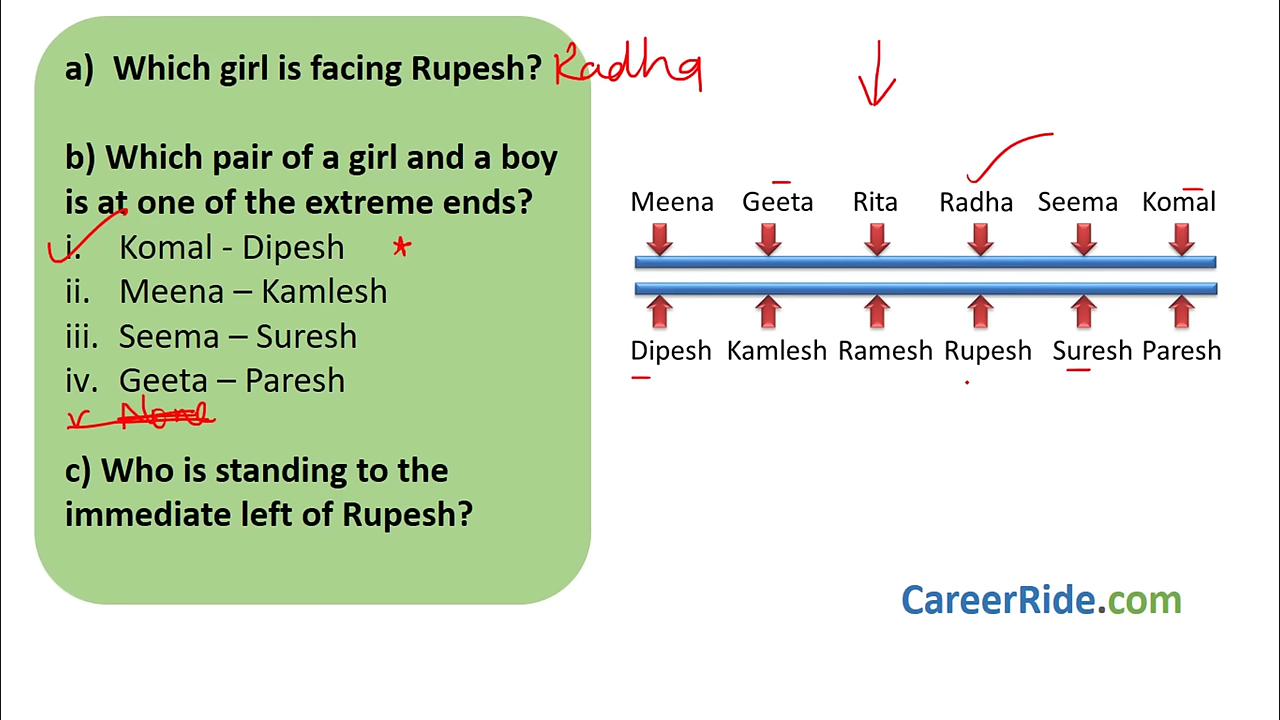 a) Which girl is facing Rupesh? Radha
b) Which pair of a girl and a boy
is at one of the extreme ends?
i. Komal - Dipesh *
ii. Meena – Kamlesh
iii. Seema – Suresh
iv. Geeta – Paresh
v None
c) Who is standing to the
immediate left of Rupesh?
Meena Geeta Rita Radha Seema Komal
Dipesh Kamlesh Ramesh Rupesh Suresh Paresh
CareerRide.com